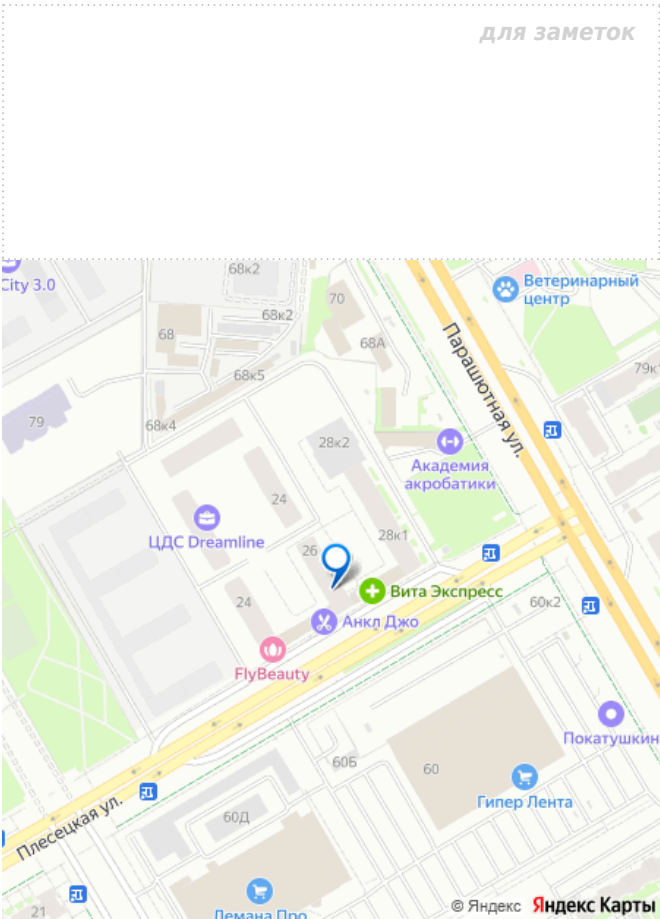 для заметок
City 3.0
68к2
Ветеринарный
центр
70
68к2
68
68А
Парашютная ул.
79к1
68к5
79
68к4
28к2
Академия
акробатики
24
ЦДС Dreamline
28к1
26
Вита Экспресс
24
60к2
Анкл Джо
FlyBeauty
Покатушкин
60Б
60
Гипер Лента
Плесецкая ул.
60Д
21
Лемана Про
© Яндекс Яндекс Карты